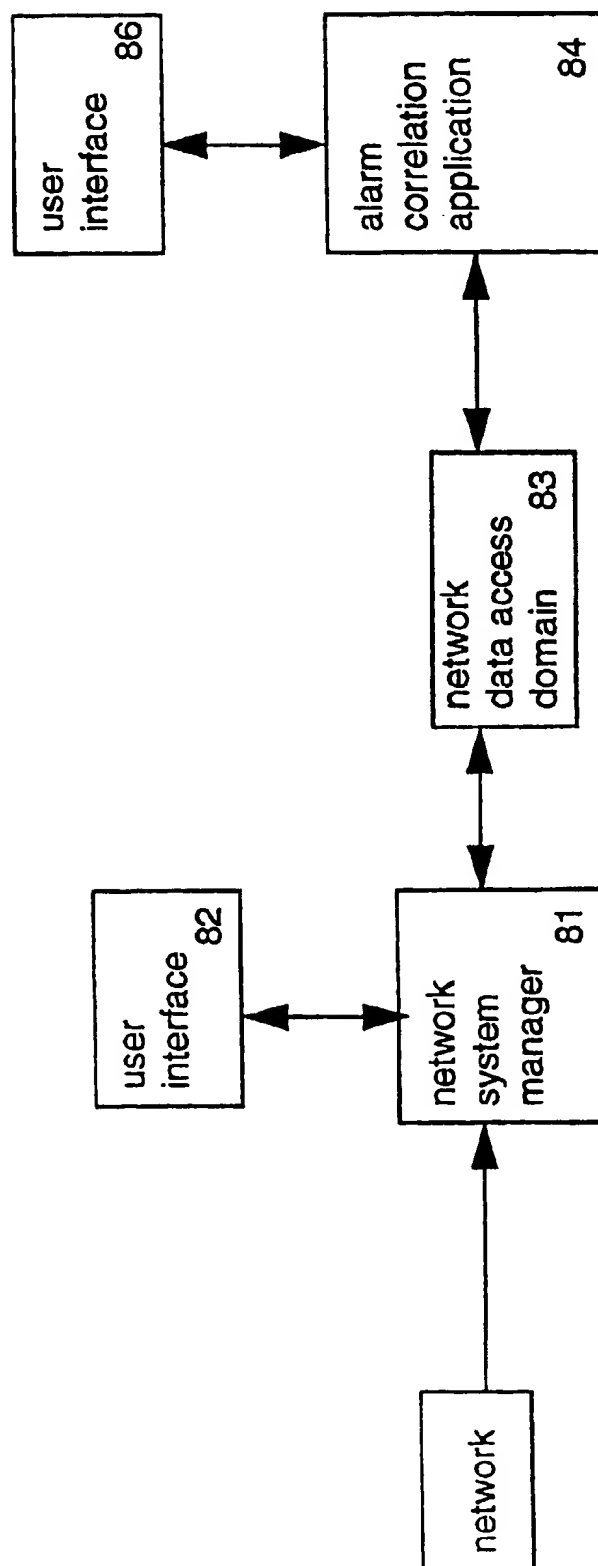 network
network
system
manager
81
user
interface
82
network
data access
domain
83
alarm
correlation
application
84
user
interface
86